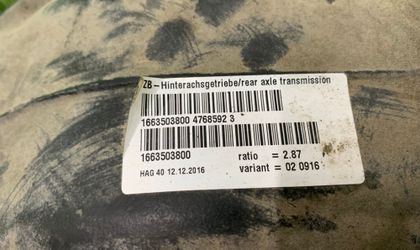 ZB-Hinterachsgetriebe/rear axle transmission
1663503800 4768592 3
1663503800 ratio = 2.87
HAG 40 12.12.2016 variant = 02 0916